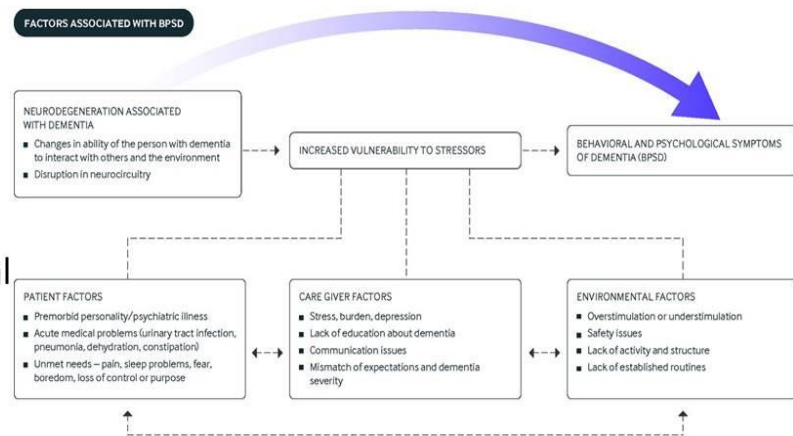 FACTORS ASSOCIATED WITH BPSD
NEURODEGENERATION ASSOCIATED
WITH DEMENTIA
▪ Changes in ability of the person with dementia
to interact with others and the environment
▪ Disruption in neurocircuitry
INCREASED VULNERABILITY TO STRESSORS
BEHAVIORAL AND PSYCHOLOGICAL SYMPTOMS
OF DEMENTIA (BPSD)
PATIENT FACTORS
▪ Premorbid personality/psychiatric illness
▪ Acute medical problems (urinary tract infection,
pneumonia, dehydration, constipation)
▪ Unmet needs – pain, sleep problems, fear,
boredom, loss of control or purpose
CARE GIVER FACTORS
▪ Stress, burden, depression
▪ Lack of education about dementia
▪ Communication issues
▪ Mismatch of expectations and dementia
severity
ENVIRONMENTAL FACTORS
▪ Overstimulation or understimulation
▪ Safety issues
▪ Lack of activity and structure
▪ Lack of established routines